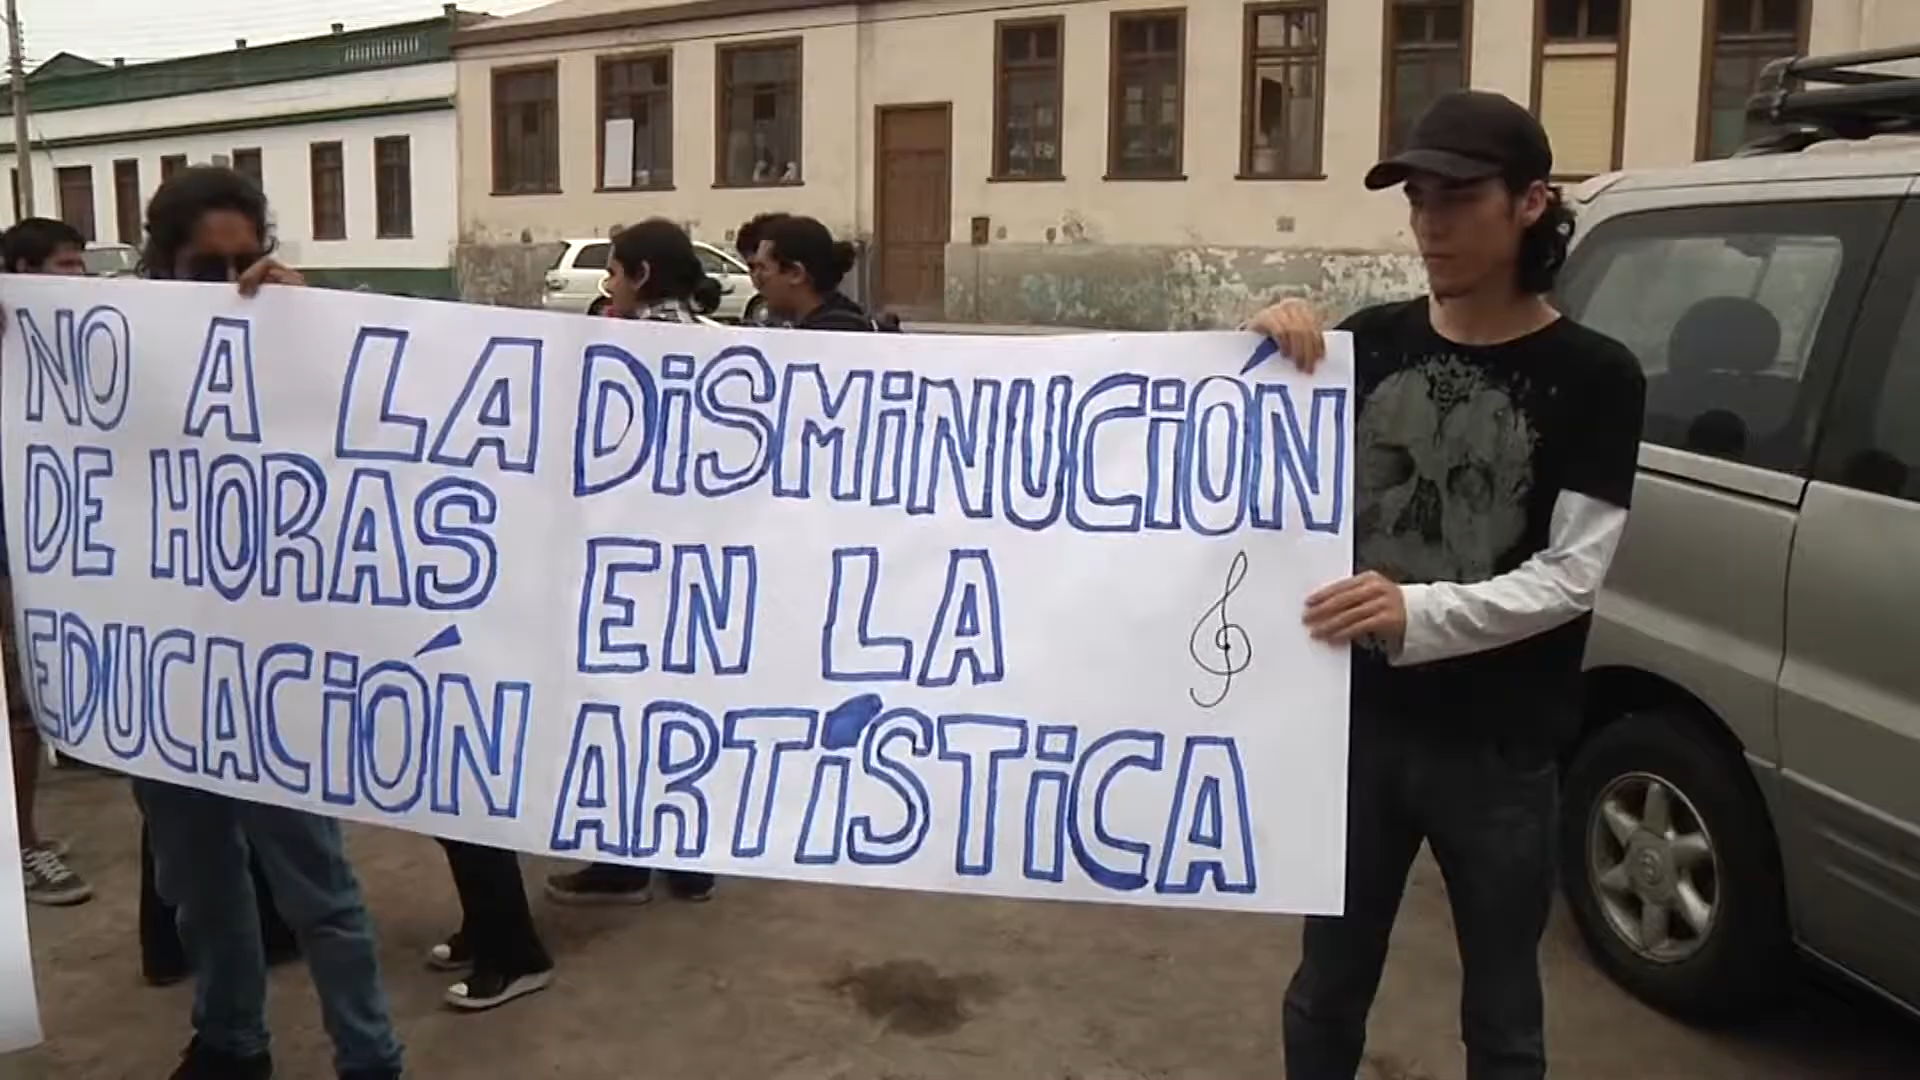 NO A LA DiSMiNUCiÓN
DE HORAS EN LA
EDUCACiÓN ARTÍSTiCA